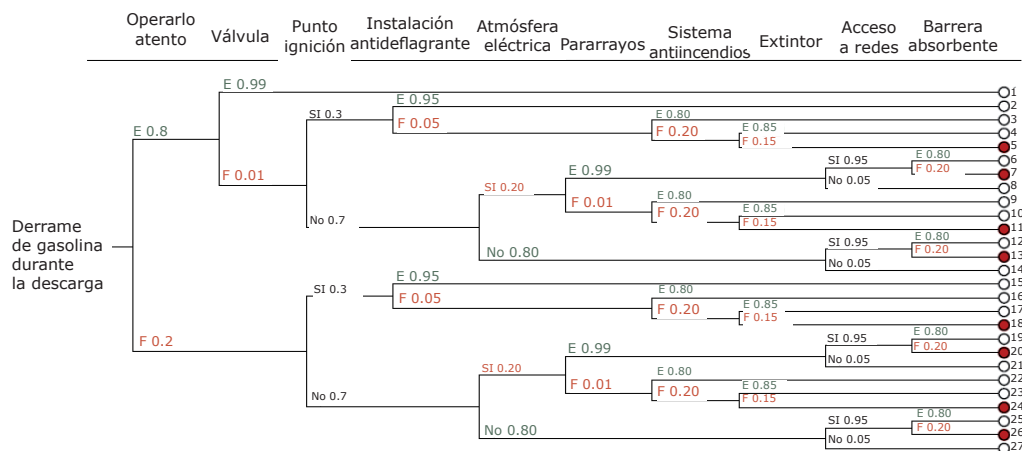 Operarlo
atento
Válvula
Punto
ignición
Instalación
antideflagrante
Atmósfera
eléctrica
Pararrayos
Sistema
antiincendios
Extintor
Acceso
a redes
Barrera
absorbente
E 0.99
1
E 0.95
2
SI 0.3
E 0.80
3
F 0.05
E 0.85
4
F 0.20
F 0.15
5
E 0.8
E 0.80
6
SI 0.95
F 0.20
7
E 0.99
No 0.05
8
F 0.01
SI 0.20
E 0.80
9
F 0.01
F 0.20
E 0.85
10
F 0.15
11
No 0.7
E 0.80
12
SI 0.95
F 0.20
13
No 0.80
No 0.05
14
Derrame
de gasolina
durante
la descarga
E 0.95
15
SI 0.3
E 0.80
16
F 0.05
E 0.85
17
F 0.20
F 0.15
18
F 0.2
E 0.80
19
SI 0.95
F 0.20
20
E 0.99
No 0.05
21
SI 0.20
E 0.80
22
F 0.01
F 0.20
E 0.85
23
F 0.15
24
No 0.7
E 0.80
25
SI 0.95
F 0.20
26
No 0.80
No 0.05
27